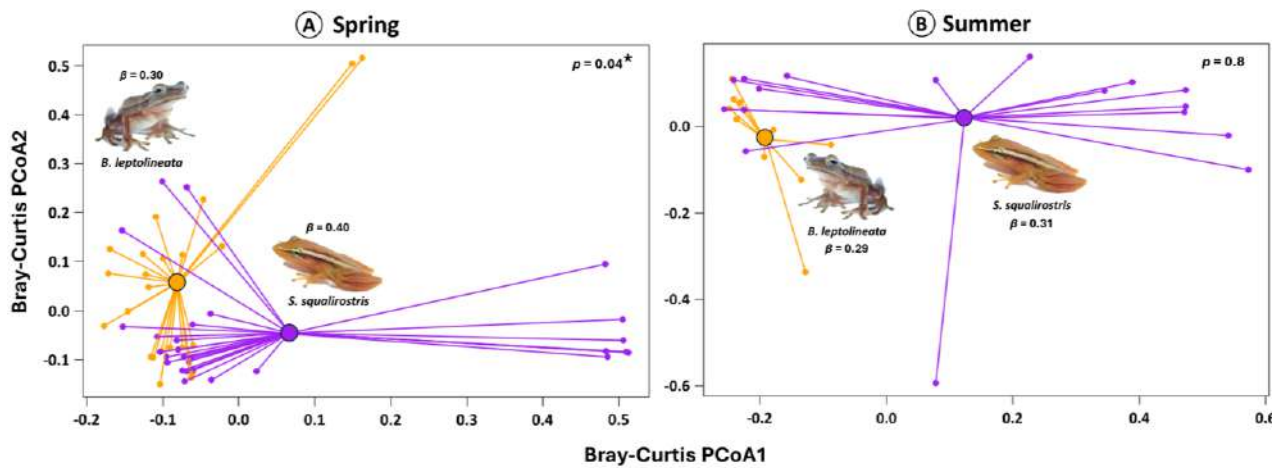 A Spring
B Summer
β = 0.30
p = 0.04*
B. leptolineata
β = 0.40
S. squalirostris
p = 0.8
S. squalirostris
β = 0.31
B. leptolineata
β = 0.29
Bray-Curtis PCoA2
0.5
0.4
0.3
0.2
0.1
0.0
-0.1
-0.2 -0.1 0.0 0.1 0.2 0.3 0.4 0.5
0.0
-0.2
-0.4
-0.6
-0.2 0.0 0.2 0.4 0.6
Bray-Curtis PCoA1